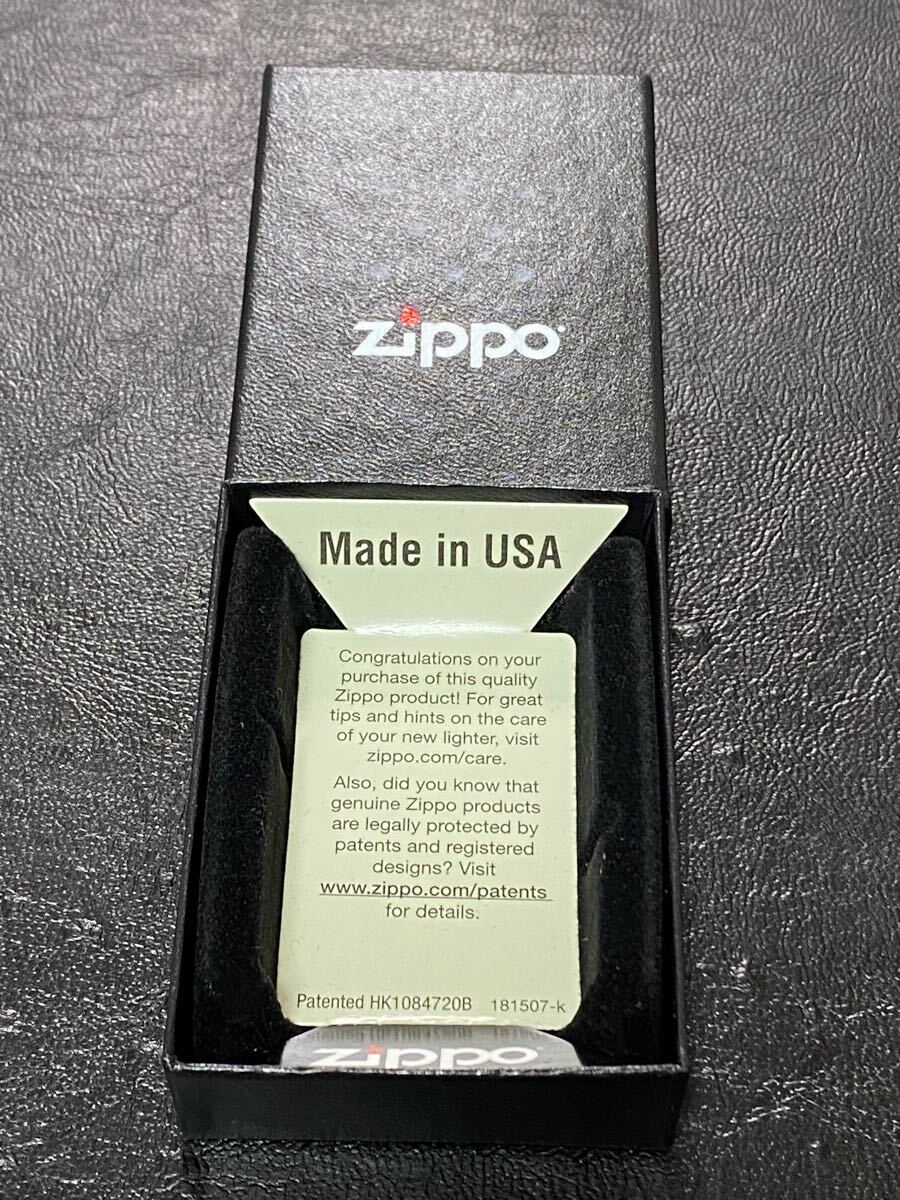 Zippo
Made in USA
Congratulations on your
purchase of this quality
Zippo product! For great
tips and hints on the care
of your new lighter, visit
zippo.com/care.
Also, did you know that
genuine Zippo products
are legally protected by
patents and registered
designs? Visit
www.zippo.com/patents
for details.
Patented HK1084720B 181507-k
Zippo